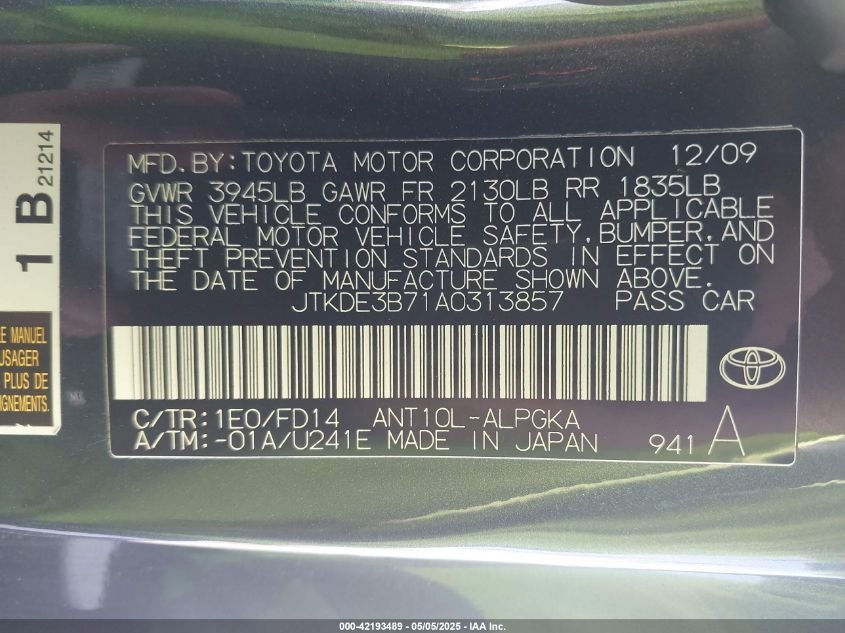 MFD.BY: TOYOTA MOTOR CORPORATION 12/09
GVWR 3945LB GAWR FR 2130LB RR 1835LB
THIS VEHICLE CONFORMS TO ALL APPLICABLE
FEDERAL MOTOR VEHICLE SAFETY, BUMPER, AND
THEFT PREVENTION STANDARDS IN EFFECT ON
THE DATE OF MANUFACTURE SHOWN ABOVE.
JTKDE3B71A0313857 PASS CAR
C/TR: 1E0/FD14 ANT10L-ALPGKA
A/TM: -01A/U241E MADE IN JAPAN 941 A
1 B
21214
LE MANUEL
USAGER
PLUS DE
IGNEMENTS.
000-42193489 - 05/05/2025 - IAA Inc.